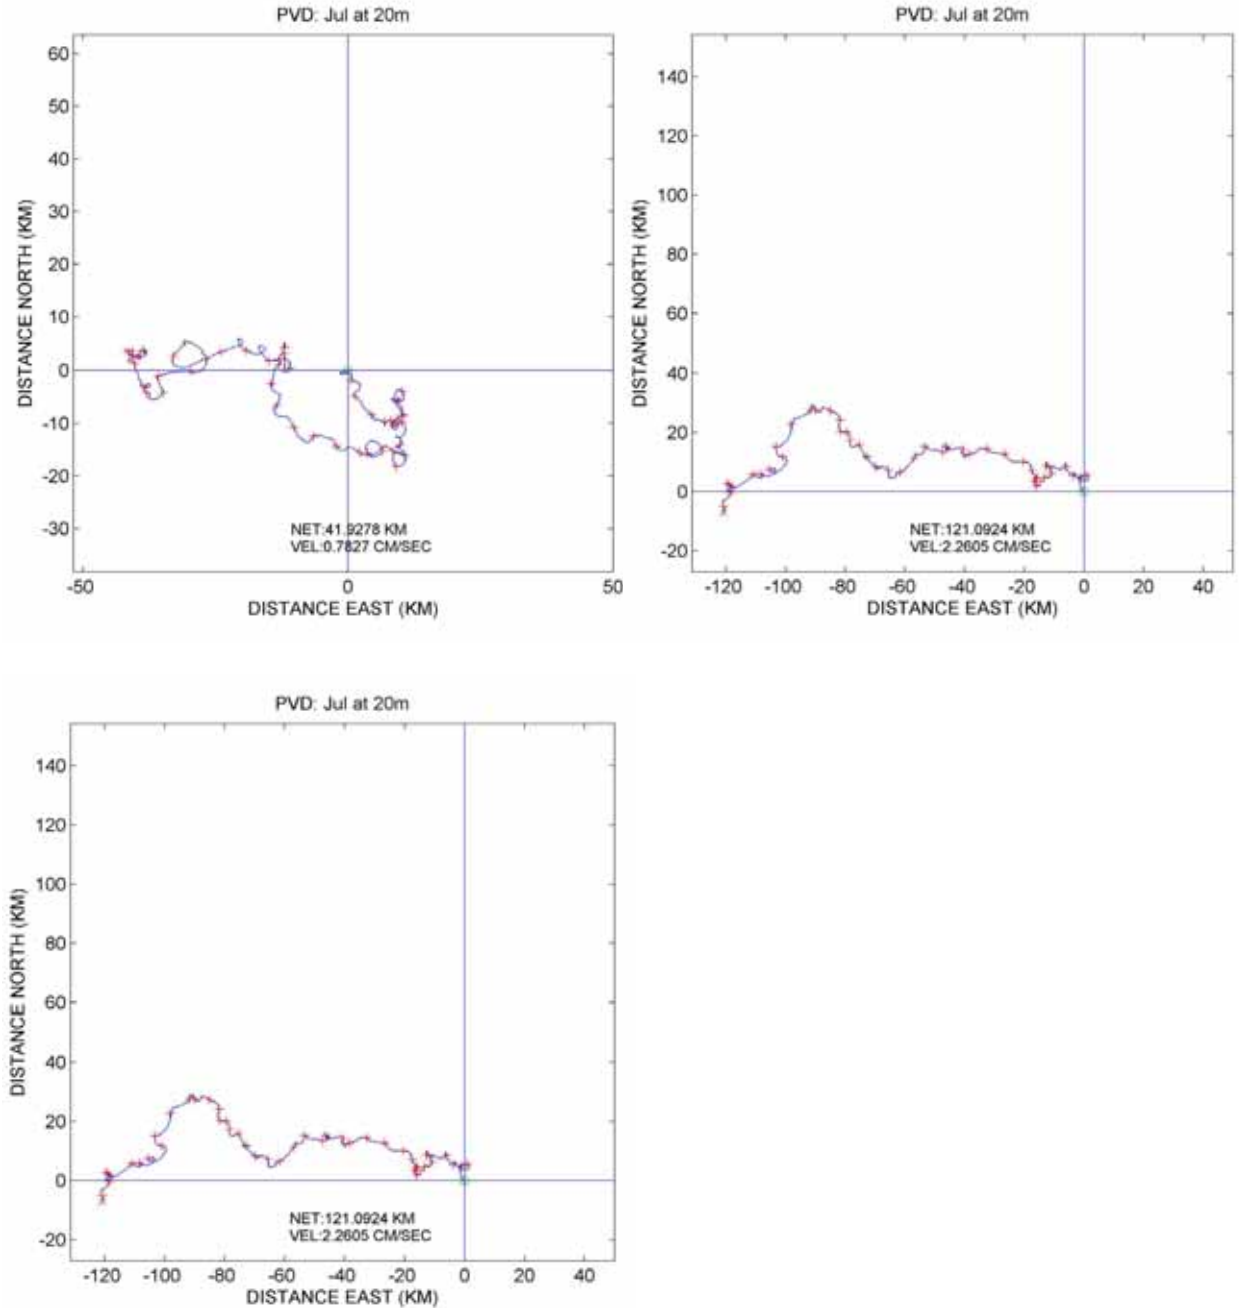 PVD: Jul at 20m
60
50
40
30
20
10
0
-10
-20
-30
DISTANCE NORTH (KM)
NET:41.9278 KM
VEL:0.7827 CM/SEC
-50
0
50
DISTANCE EAST (KM)
PVD: Jul at 20m
140
120
100
80
60
40
20
0
-20
DISTANCE NORTH (KM)
NET:121.0924 KM
VEL:2.2605 CM/SEC
-120 -100 -80 -60 -40 -20 0 20 40
DISTANCE EAST (KM)
PVD: Jul at 20m
140
120
100
80
60
40
20
0
-20
DISTANCE NORTH (KM)
NET:121.0924 KM
VEL:2.2605 CM/SEC
-120 -100 -80 -60 -40 -20 0 20 40
DISTANCE EAST (KM)